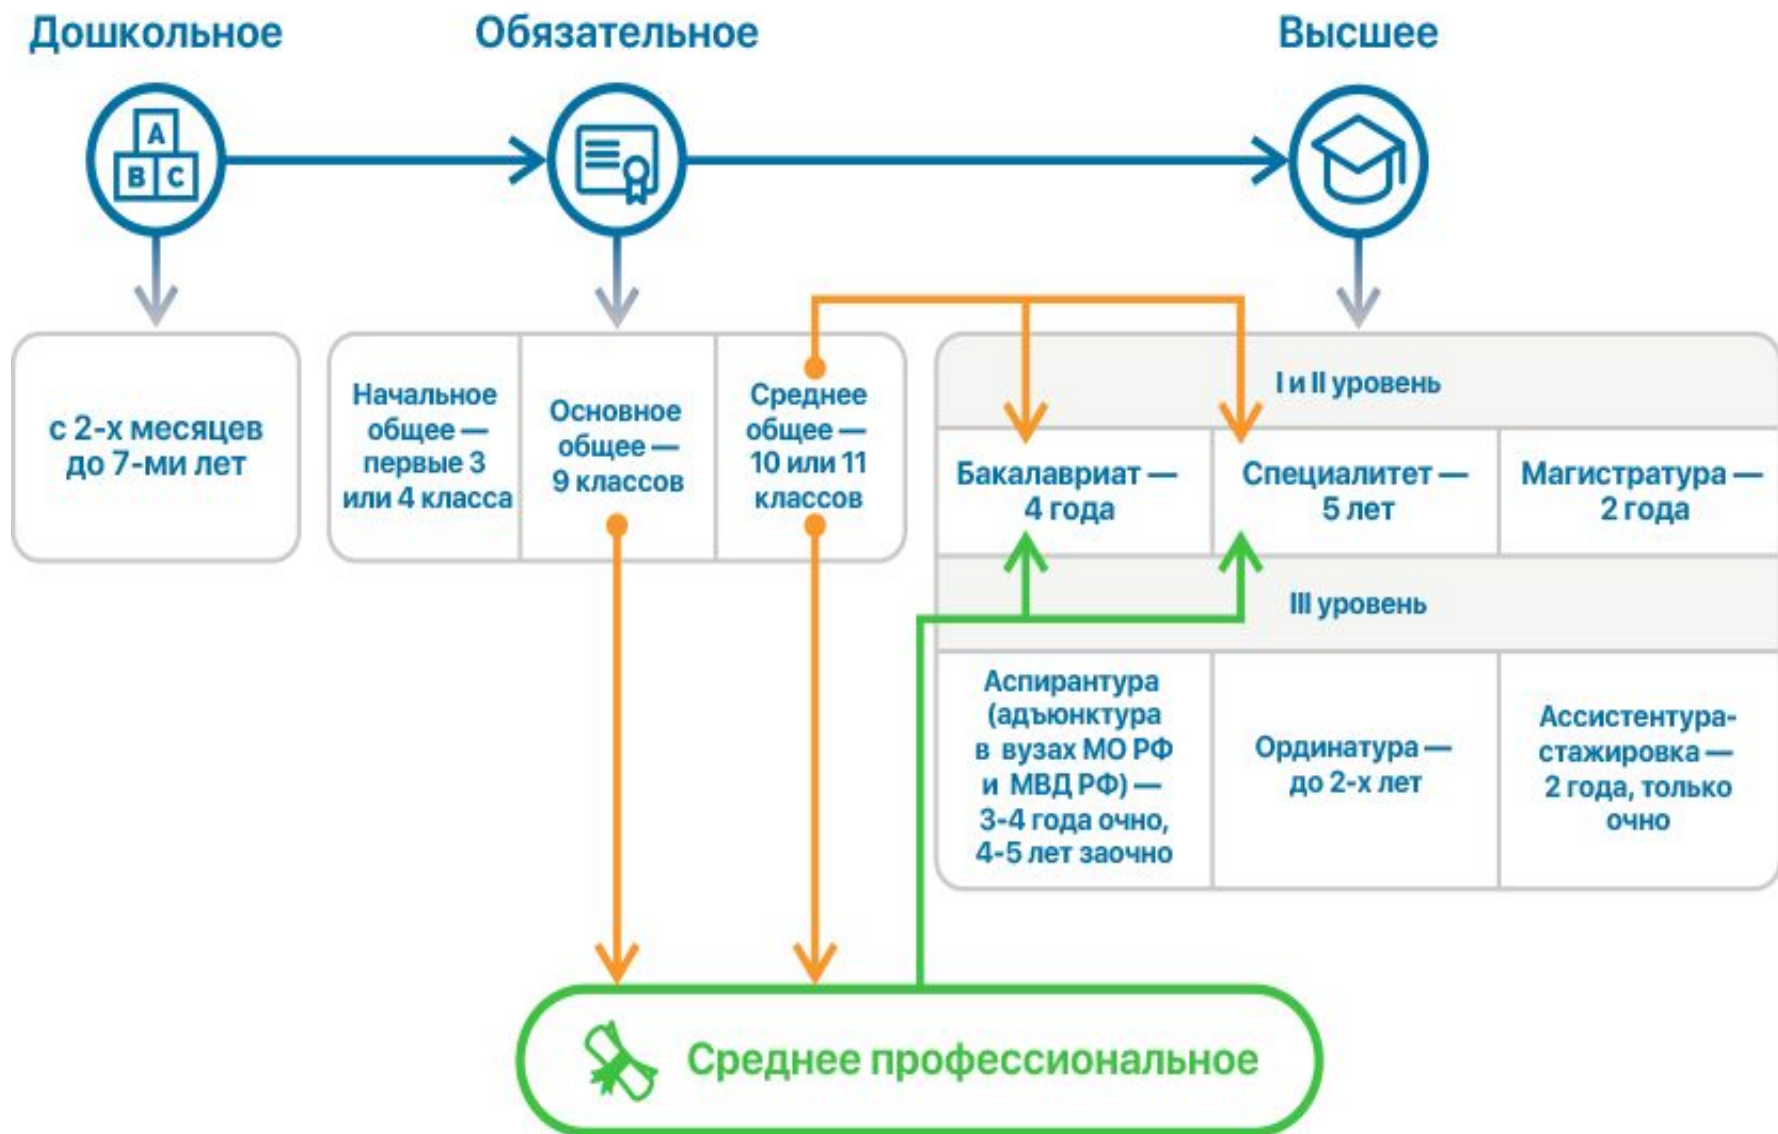 Дошкольное
Обязательное
Высшее
A
B C
с 2-х месяцев
до 7-ми лет
Начальное
общее —
первые 3
или 4 класса
Основное
общее —
9 классов
Среднее
общее —
10 или 11
классов
I и II уровень
Бакалавриат —
4 года
Специалитет —
5 лет
Магистратура —
2 года
III уровень
Аспирантура
(адъюнктура
в вузах МО РФ
и МВД РФ) —
3-4 года очно,
4-5 лет заочно
Ординатура —
до 2-х лет
Ассистентура-
стажировка —
2 года, только
очно
Среднее профессиональное